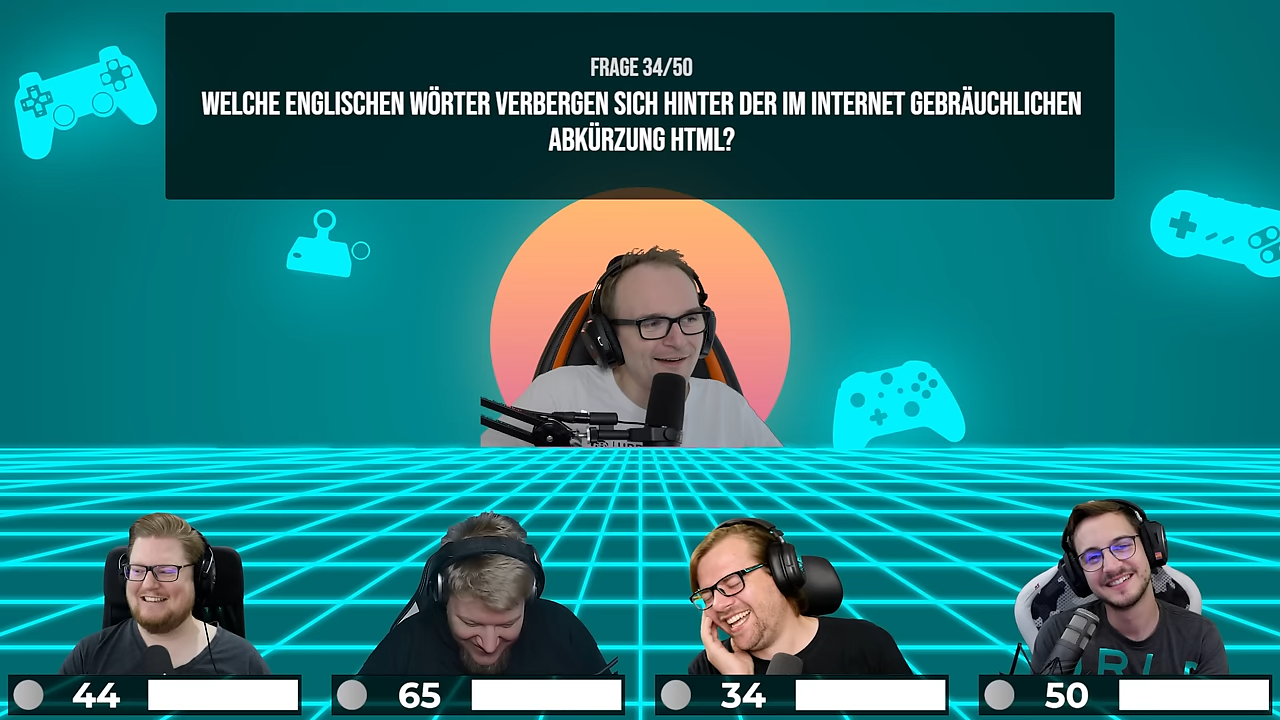 FRAGE 34/50
WELCHE ENGLISCHEN WÖRTER VERBERGEN SICH HINTER DER IM INTERNET GEBRÄUCHLICHEN
ABKÜRZUNG HTML?
44
65
34
50